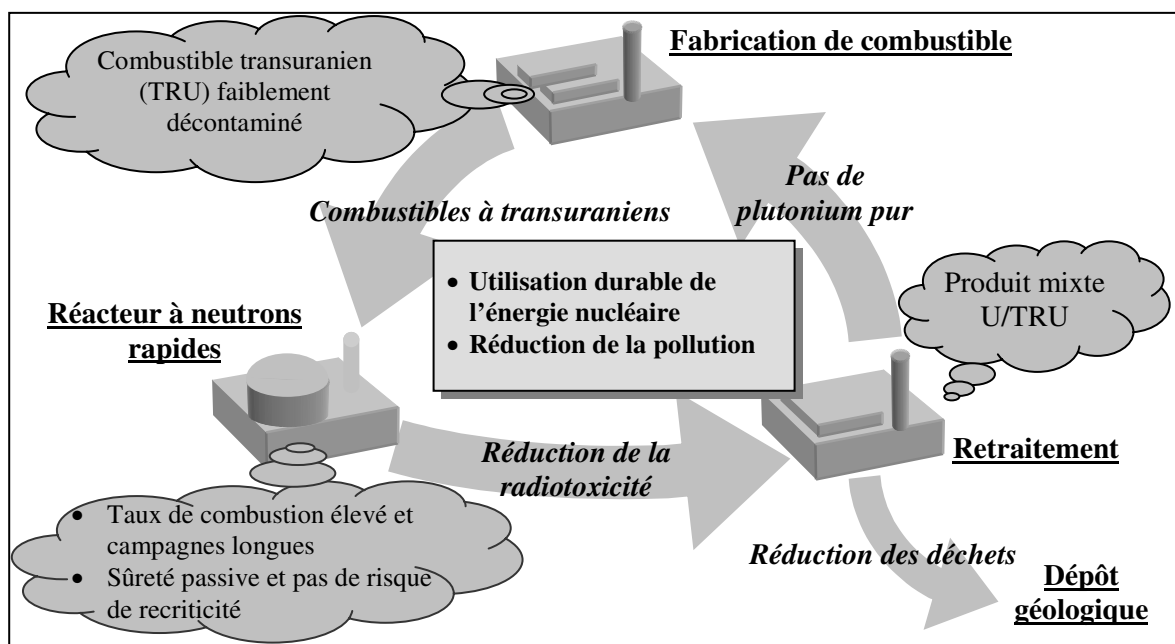 Fabrication de combustible
Combustible transuranien
(TRU) faiblement
décontaminé
Pas de
plutonium pur
Combustibles à transuraniens
• Utilisation durable de
l’énergie nucléaire
• Réduction de la pollution
Produit mixte
U/TRU
Réacteur à neutrons
rapides
Retraitement
Réduction de la
radiotoxicité
• Taux de combustion élevé et
campagnes longues
• Sûreté passive et pas de risque
de recriticité
Réduction des déchets
Dépôt
géologique